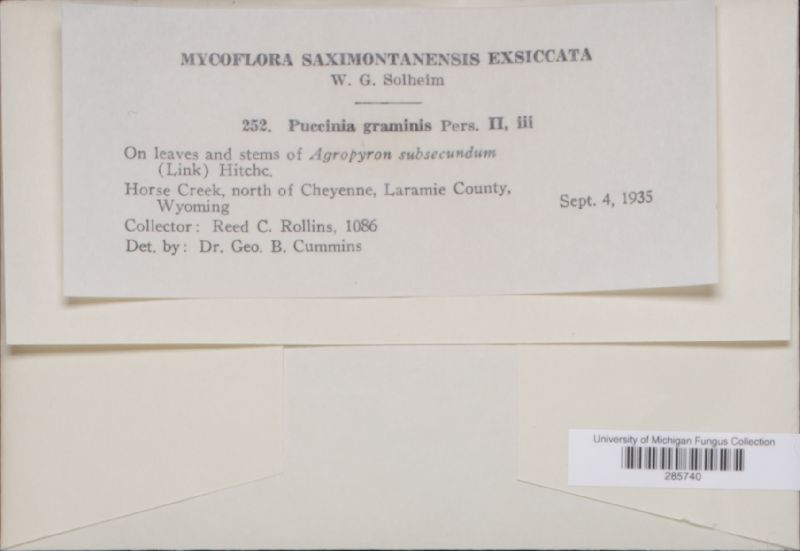 MYCOFLORA SAXIMONTANENSIS EXSICCATA
W. G. Solheim
252. Puccinia graminis Pers. II, iii
On leaves and stems of Agropyron subsecundum
(Link) Hitchc.
Horse Creek, north of Cheyenne, Laramie County,
Wyoming
Sept. 4, 1935
Collector: Reed C. Rollins, 1086
Det. by: Dr. Geo. B. Cummins
University of Michigan Fungus Collection
285740